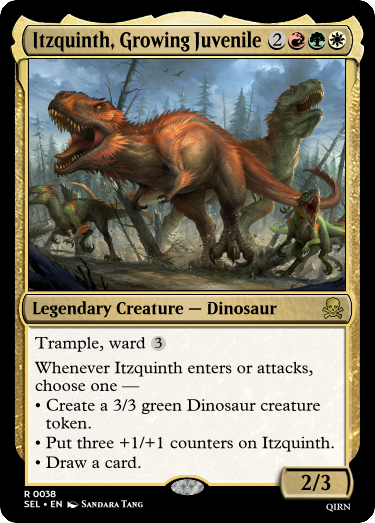 Itzquinth, Growing Juvenile 2
Legendary Creature — Dinosaur
Trample, ward 3
Whenever Itzquinth enters or attacks,
choose one —
• Create a 3/3 green Dinosaur creature
token.
• Put three +1/+1 counters on Itzquinth.
• Draw a card.
2/3
R 0038
SEL • EN Sandara Tang
QIRN